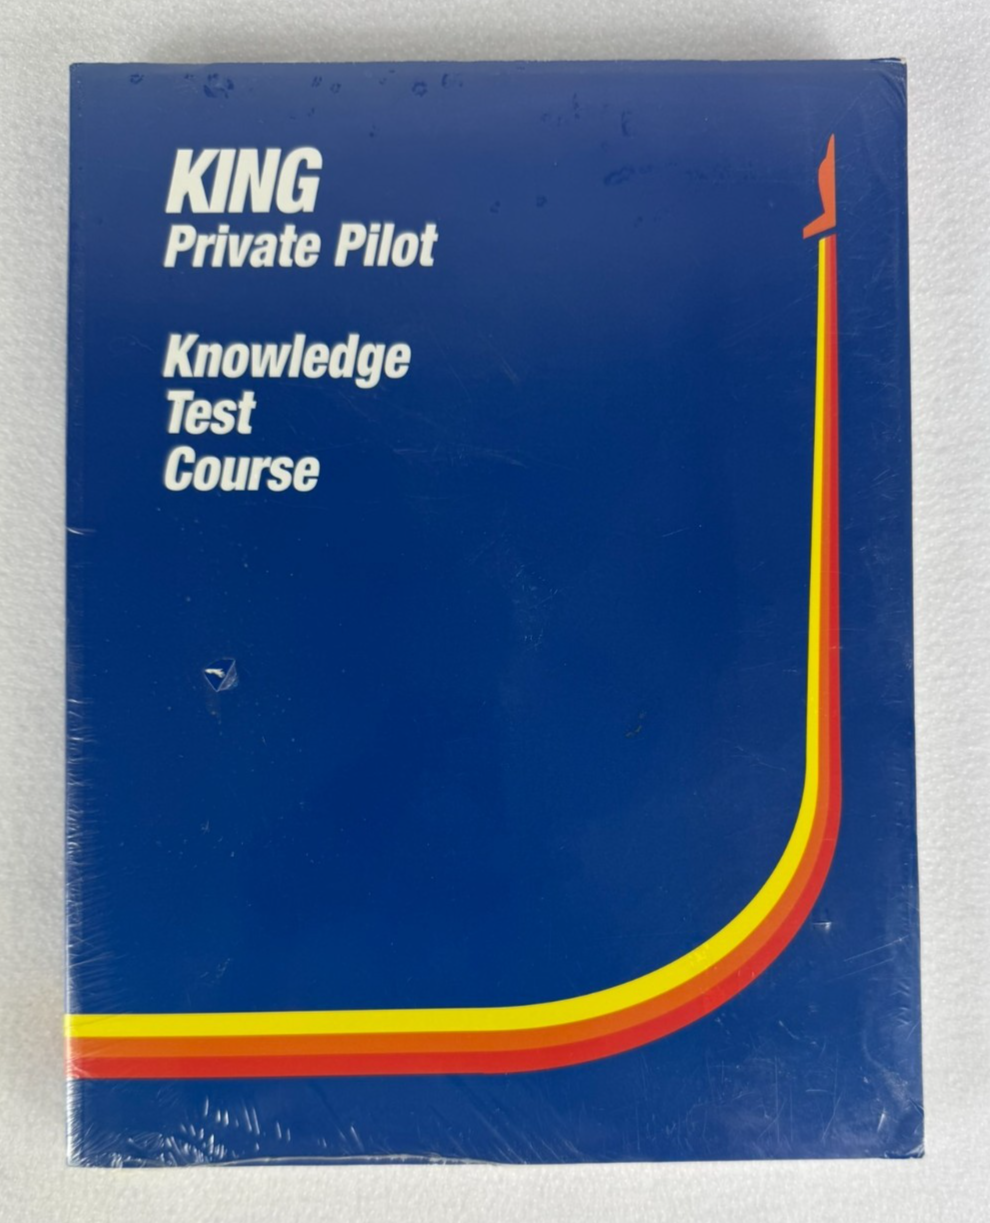 KING
Private Pilot
Knowledge
Test
Course